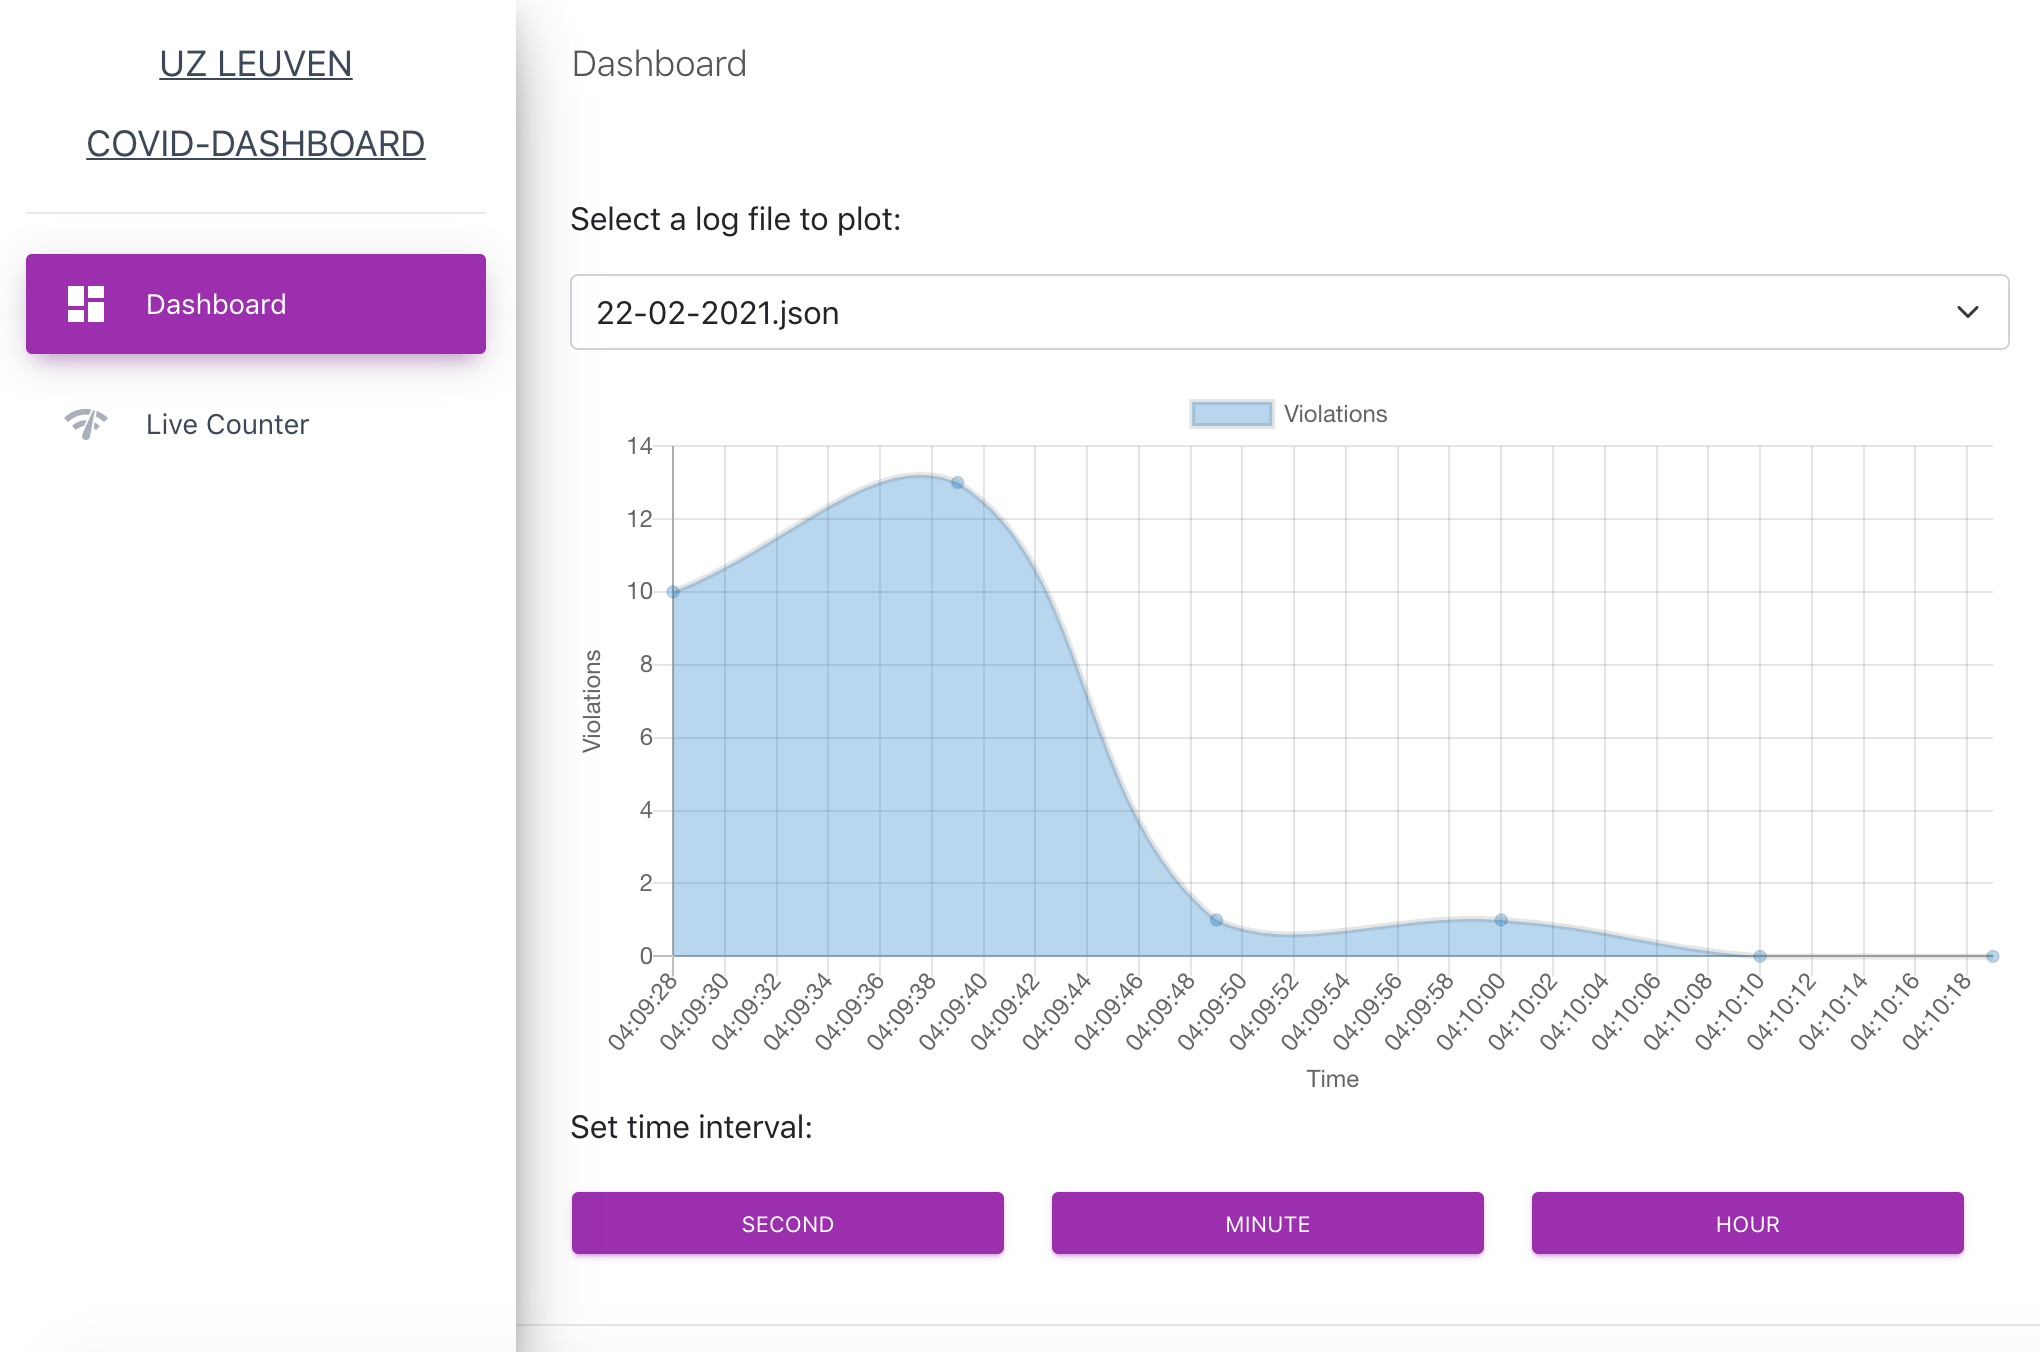 UZ LEUVEN
COVID-DASHBOARD
Dashboard
Live Counter
Dashboard
Select a log file to plot:
22-02-2021.json
Violations
14
12
10
8
6
4
2
0
Violations
04:09:28
04:09:30
04:09:32
04:09:34
04:09:36
04:09:38
04:09:40
04:09:42
04:09:44
04:09:46
04:09:48
04:09:50
04:09:52
04:09:54
04:09:56
04:09:58
04:10:00
04:10:02
04:10:04
04:10:06
04:10:08
04:10:10
04:10:12
04:10:14
04:10:16
04:10:18
Time
Set time interval:
SECOND
MINUTE
HOUR